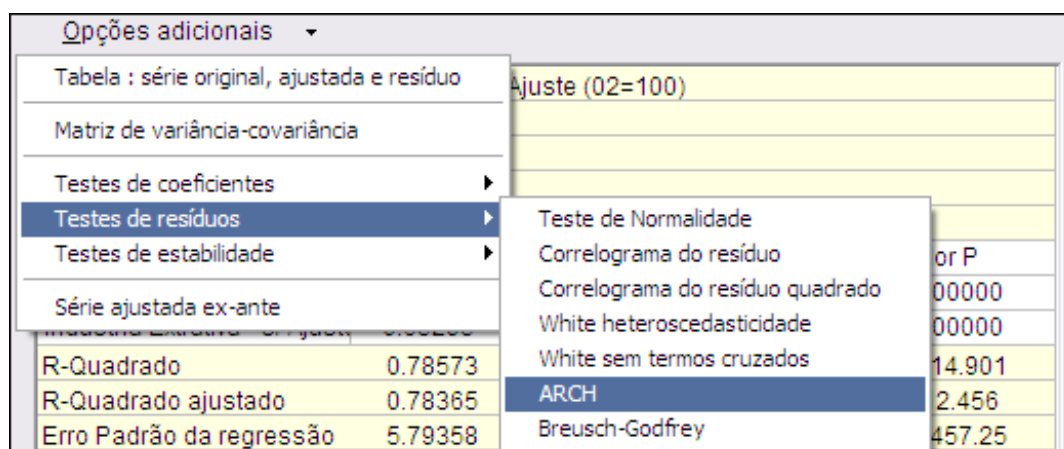 Opções adicionais
Tabela : série original, ajustada e resíduo
Ajuste (02=100)
Matriz de variância-covariância
Testes de coeficientes
Testes de resíduos
Testes de estabilidade
Série ajustada ex-ante
Teste de Normalidade
Correlograma do resíduo
Correlograma do resíduo quadrado
White heteroscedasticidade
White sem termos cruzados
ARCH
Breusch-Godfrey
or P
00000
00000
R-Quadrado 0.78573 14.901
R-Quadrado ajustado 0.78365 2.456
Erro Padrão da regressão 5.79358 457.25